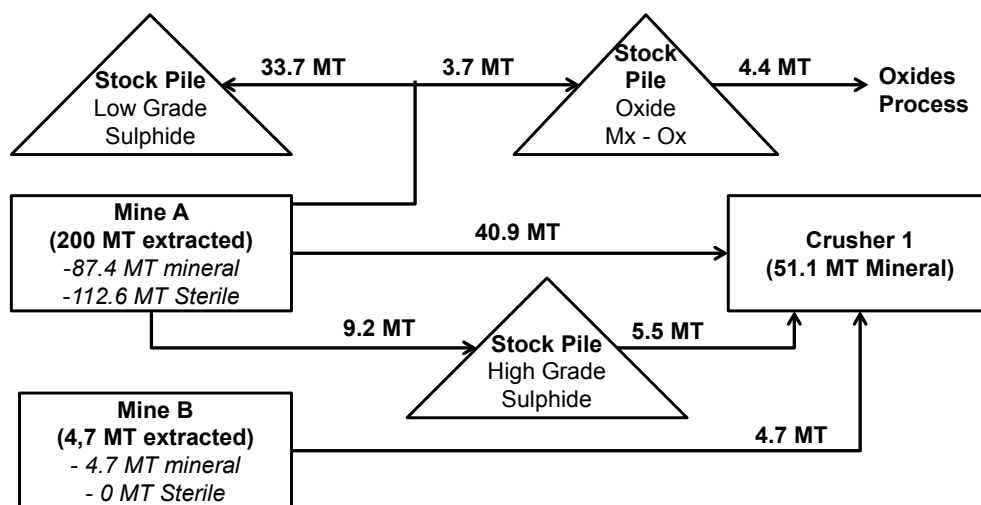 Stock Pile
Low Grade
Sulphide
33.7 MT
3.7 MT
Stock
Pile
Oxide
Mx - Ox
4.4 MT
Oxides
Process
Mine A
(200 MT extracted)
-87.4 MT mineral
-112.6 MT Sterile
40.9 MT
Crusher 1
(51.1 MT Mineral)
9.2 MT
Stock Pile
High Grade
Sulphide
5.5 MT
Mine B
(4,7 MT extracted)
- 4.7 MT mineral
- 0 MT Sterile
4.7 MT